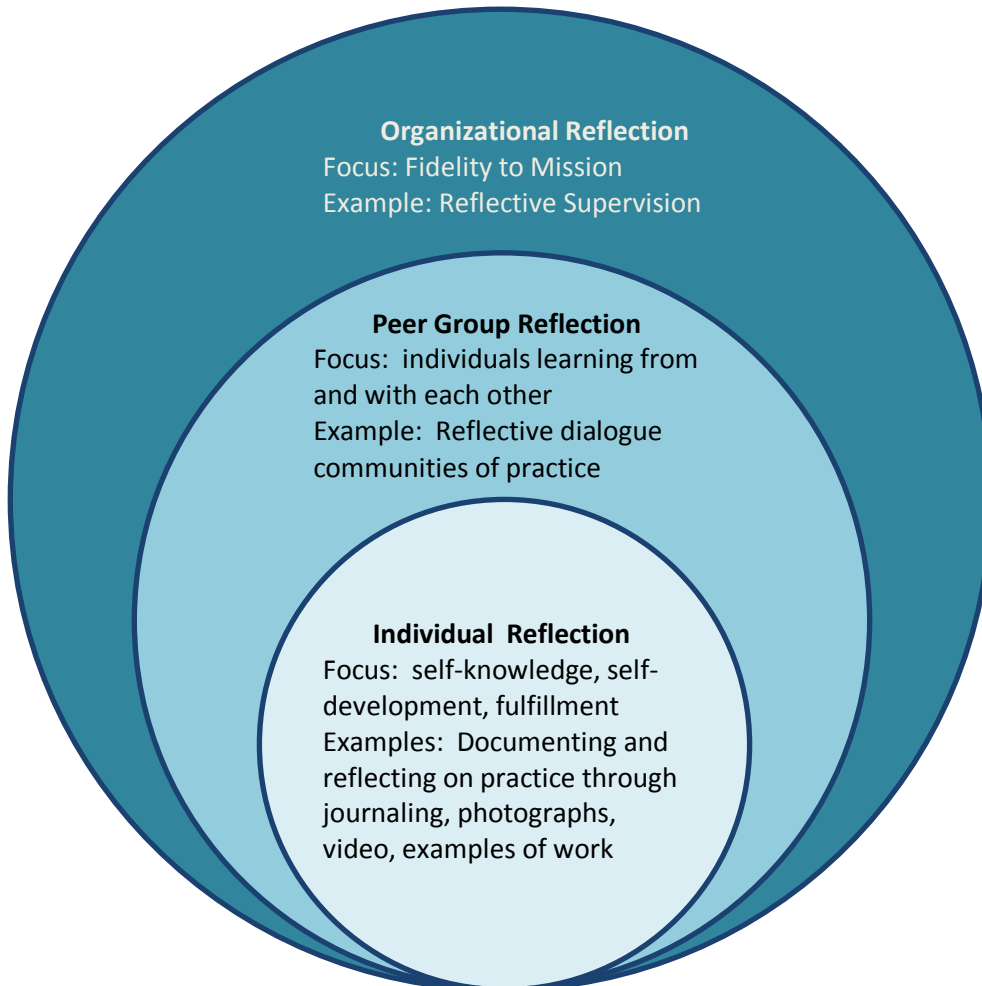 Organizational Reflection
Focus: Fidelity to Mission
Example: Reflective Supervision
Peer Group Reflection
Focus:  individuals learning from
and with each other
Example:  Reflective dialogue
communities of practice
Individual  Reflection
Focus:  self-knowledge, self-
development, fulfillment
Examples:  Documenting and
reflecting on practice through
journaling, photographs,
video, examples of work